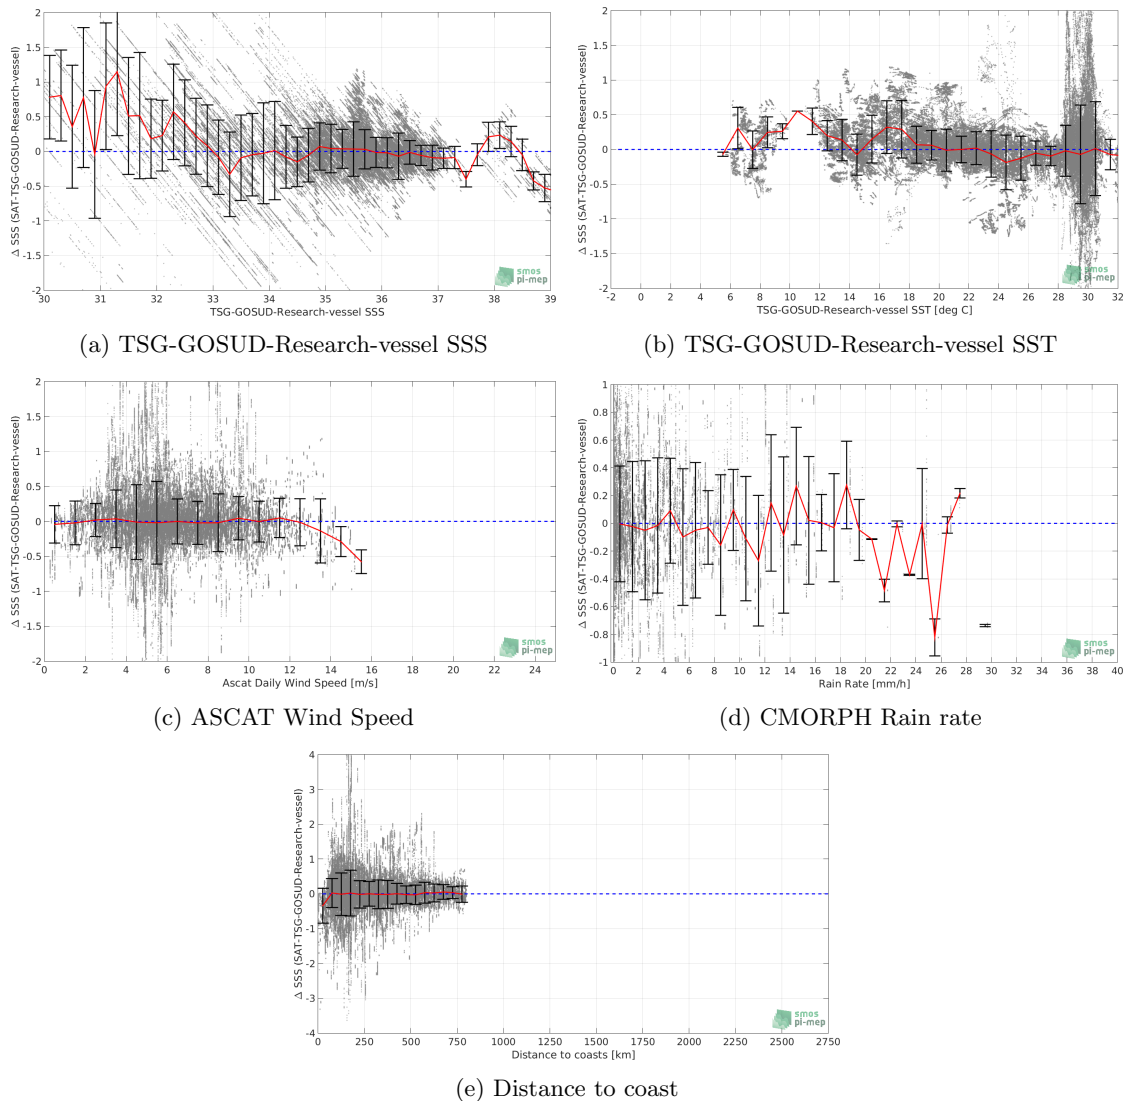 Δ SSS (SAT-TSG-GOSUD-Research-vessel)
2
1.5
1
0.5
0
-0.5
-1
-1.5
-2
30 31 32 33 34 35 36 37 38 39
TSG-GOSUD-Research-vessel SSS
smos
pi-mep
(a) TSG-GOSUD-Research-vessel SSS
Δ SSS (SAT-TSG-GOSUD-Research-vessel)
2
1.5
1
0.5
0
-0.5
-1
-1.5
-2
-2 0 2 4 6 8 10 12 14 16 18 20 22 24 26 28 30 32
TSG-GOSUD-Research-vessel SST [deg C]
smos
pi-mep
(b) TSG-GOSUD-Research-vessel SST
Δ SSS (SAT-TSG-GOSUD-Research-vessel)
2
1.5
1
0.5
0
-0.5
-1
-1.5
-2
0 2 4 6 8 10 12 14 16 18 20 22 24
Ascat Daily Wind Speed [m/s]
smos
pi-mep
(c) ASCAT Wind Speed
Δ SSS (SAT-TSG-GOSUD-Research-vessel)
1
0.8
0.6
0.4
0.2
0
-0.2
-0.4
-0.6
-0.8
-1
0 2 4 6 8 10 12 14 16 18 20 22 24 26 28 30 32 34 36 38 40
Rain Rate [mm/h]
smos
pi-mep
(d) CMORPH Rain rate
Δ SSS (SAT-TSG-GOSUD-Research-vessel)
4
3
2
1
0
-1
-2
-3
-4
0 250 500 750 1000 1250 1500 1750 2000 2250 2500 2750
Distance to coasts [km]
smos
pi-mep
(e) Distance to coast